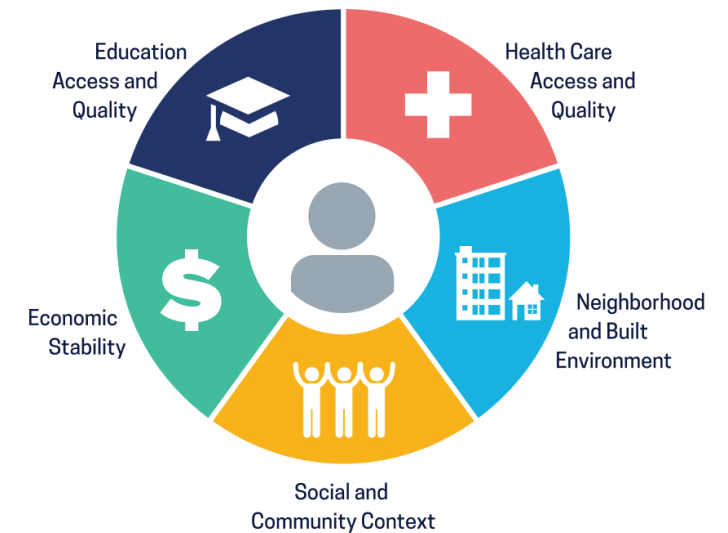 Education
Access and
Quality
Health Care
Access and
Quality
Economic
Stability
Neighborhood
and Built
Environment
Social and
Community Context